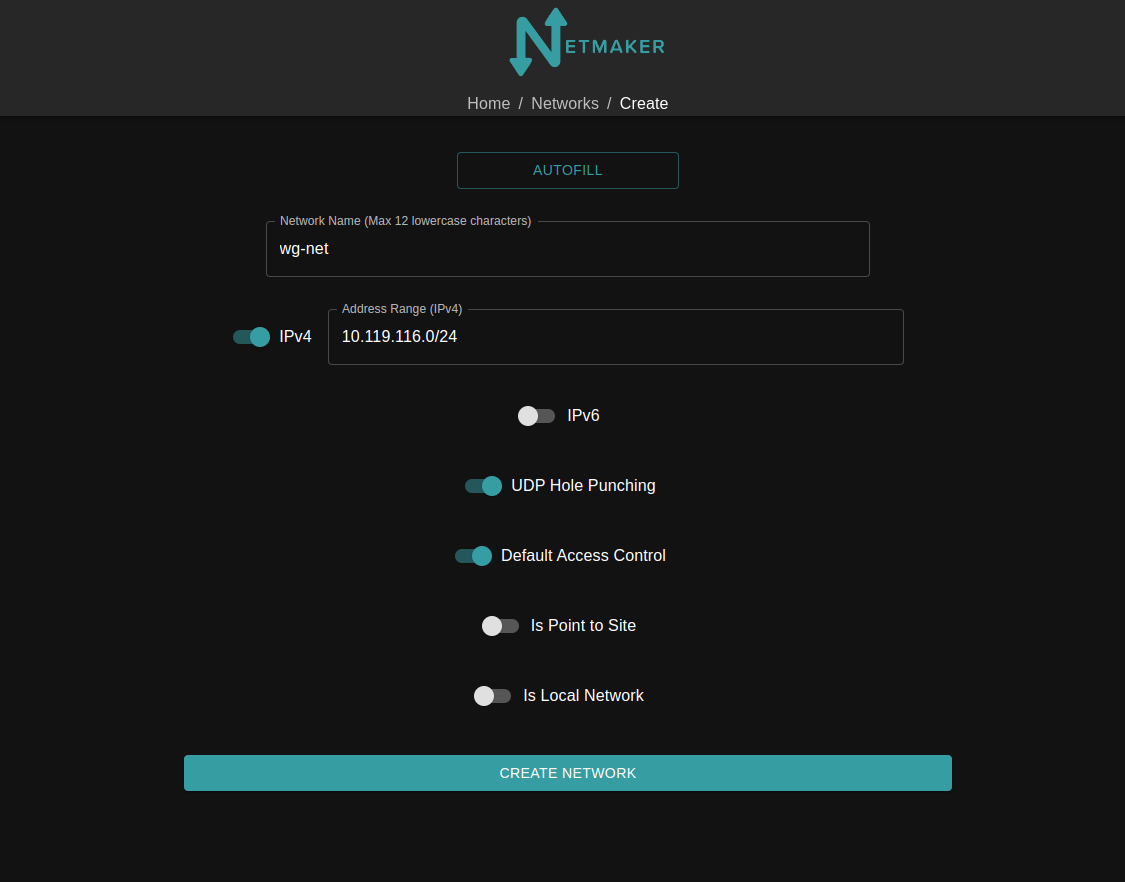 NETMAKER
Home / Networks / Create
AUTOFILL
Network Name (Max 12 lowercase characters)
wg-net
Address Range (IPv4)
IPv4 10.119.116.0/24
IPv6
UDP Hole Punching
Default Access Control
Is Point to Site
Is Local Network
CREATE NETWORK